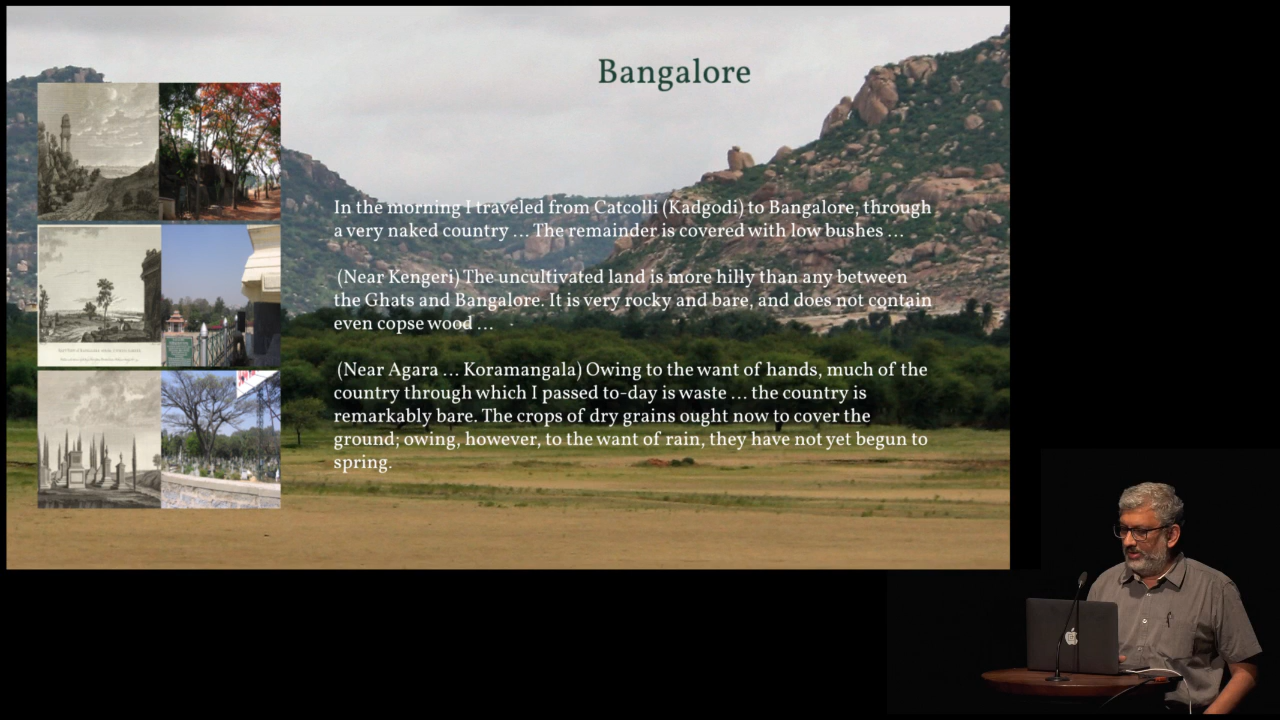 Bangalore
In the morning I traveled from Catcolli (Kadgodi) to Bangalore, through
a very naked country … The remainder is covered with low bushes …
(Near Kengeri) The uncultivated land is more hilly than any between
the Ghats and Bangalore. It is very rocky and bare, and does not contain
even copse wood …
(Near Agara … Koramangala) Owing to the want of hands, much of the
country through which I passed to-day is waste … the country is
remarkably bare. The crops of dry grains ought now to cover the
ground; owing, however, to the want of rain, they have not yet begun to
spring.